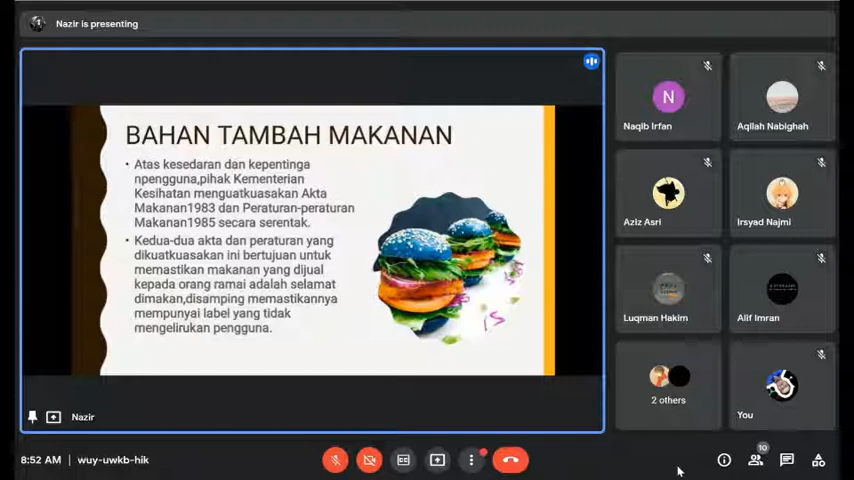 Nazir is presenting
BAHAN TAMBAH MAKANAN
• Atas kesedaran dan kepentinga
npengguna,pihak Kementerian
Kesihatan menguatkuasakan Akta
Makanan1983 dan Peraturan-peraturan
Makanan1985 secara serentak.
• Kedua-dua akta dan peraturan yang
dikuatkuasakan ini bertujuan untuk
memastikan makanan yang dijual
kepada orang ramai adalah selamat
dimakan,disamping memastikannya
mempunyai label yang tidak
mengelirukan pengguna.
Nazir
N
Naqib Irfan
Aqilah Nabighah
Aziz Asri
Irsyad Najmi
Luqman Hakim
Alif Imran
2 others
You
8:52 AM | wuy-uwkb-hik
CC
10